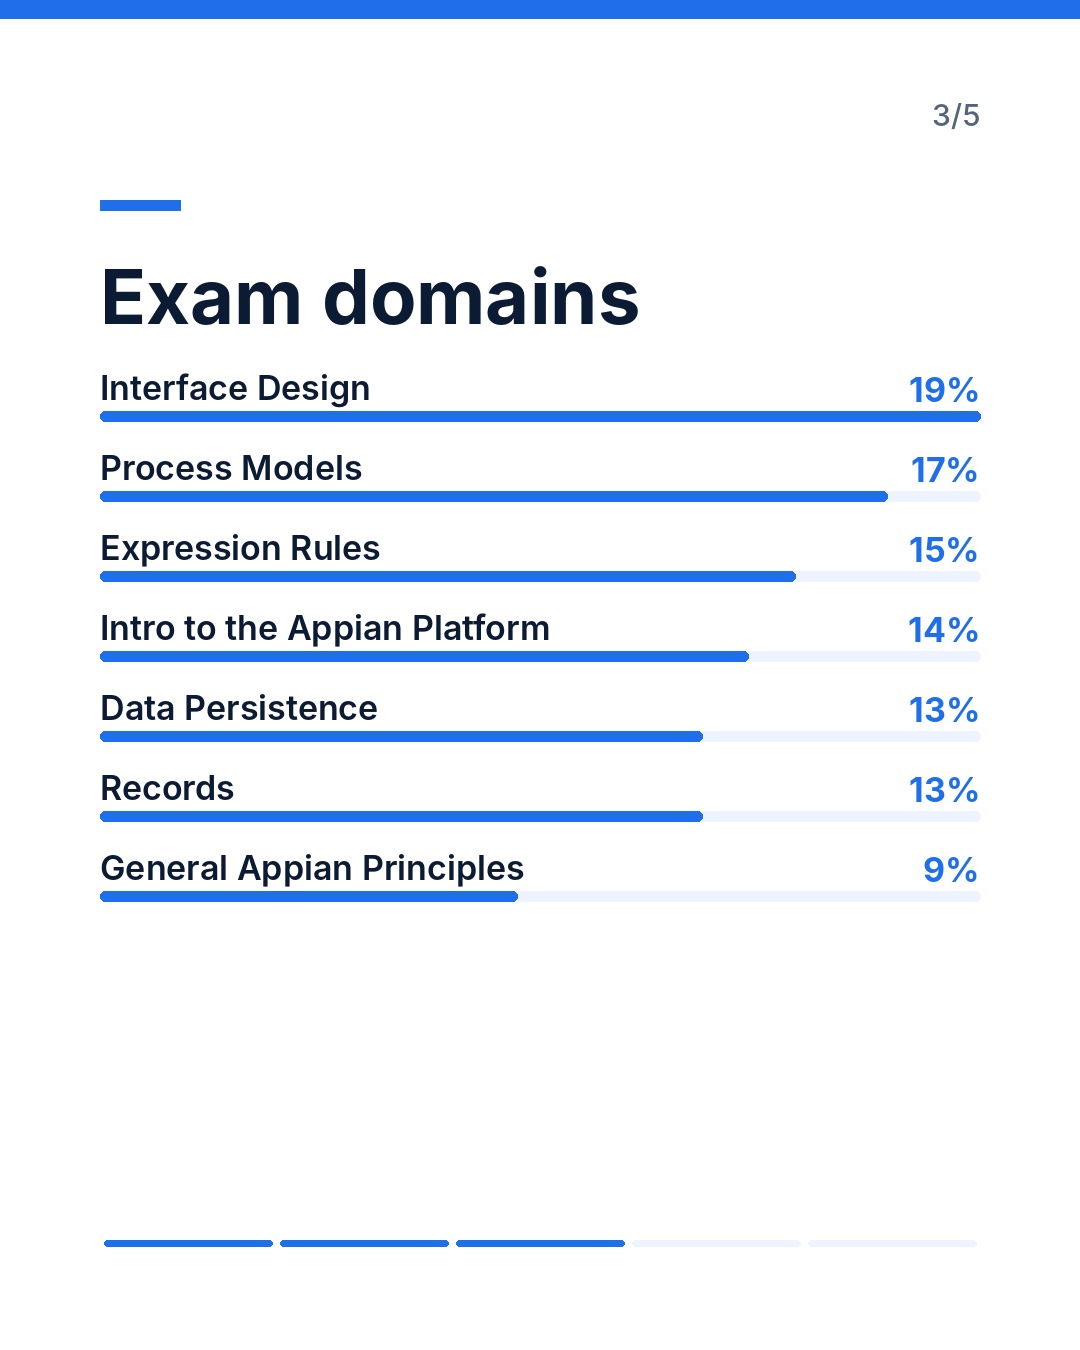 3/5
Exam domains
Interface Design 19%
Process Models 17%
Expression Rules 15%
Intro to the Appian Platform 14%
Data Persistence 13%
Records 13%
General Appian Principles 9%